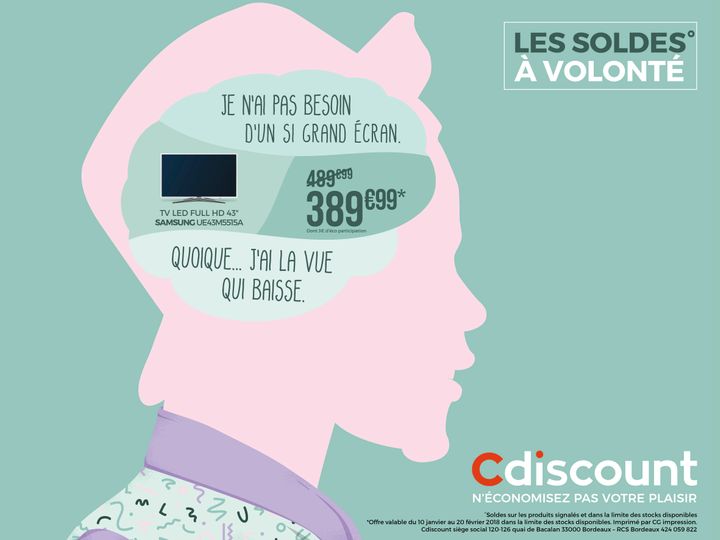 LES SOLDES°
À VOLONTÉ
JE N'AI PAS BESOIN
D'UN SI GRAND ÉCRAN.
489€99
389€99*
Dont 5€ d'éco participation
TV LED FULL HD 43"
SAMSUNG UE43M5515A
QUOIQUE... J'AI LA VUE
QUI BAISSE.
Cdiscount
N'ÉCONOMISEZ PAS VOTRE PLAISIR
°Soldes sur les produits signalés et dans la limite des stocks disponibles
*Offre valable du 10 janvier au 20 février 2018 dans la limite des stocks disponibles. Imprimé par CG impression.
Cdiscount siège social 120-126 quai de Bacalan 33000 Bordeaux - RCS Bordeaux 424 059 822